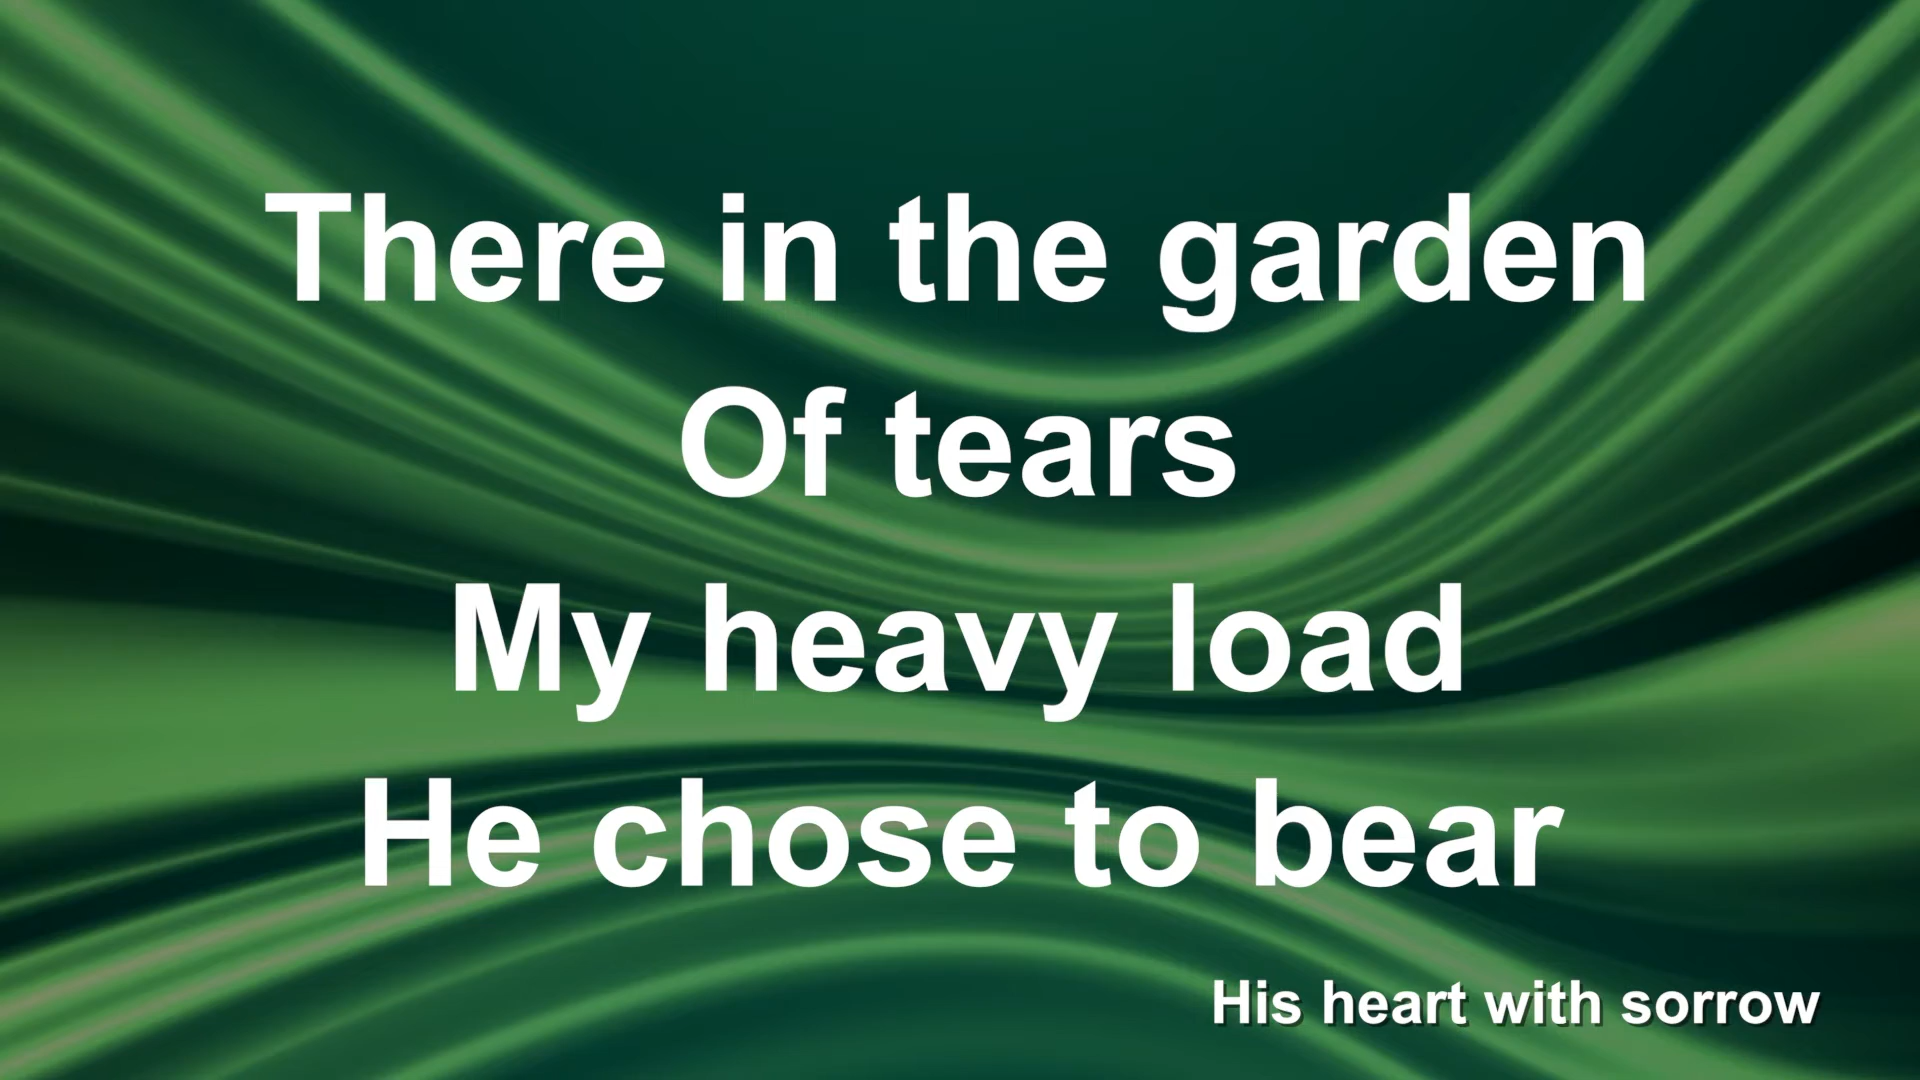 There in the garden
Of tears
My heavy load
He chose to bear
His heart with sorrow